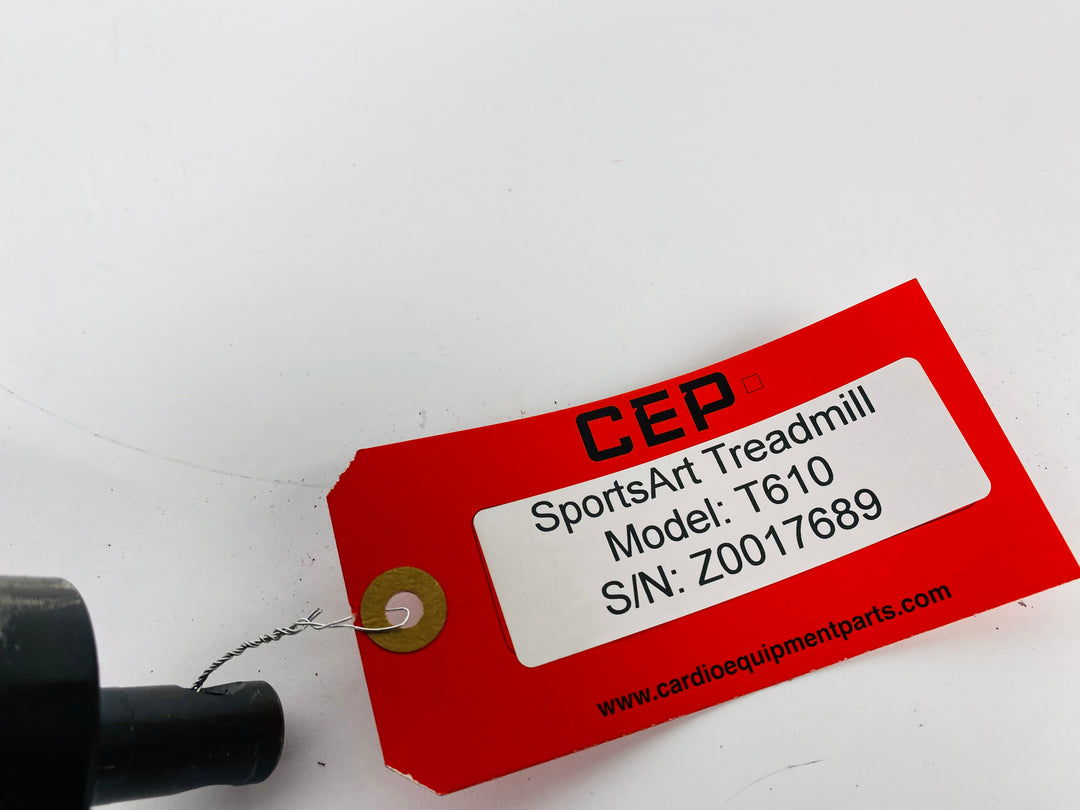 CEP
SportsArt Treadmill
Model: T610
S/N: Z0017689
www.cardioequipmentparts.com